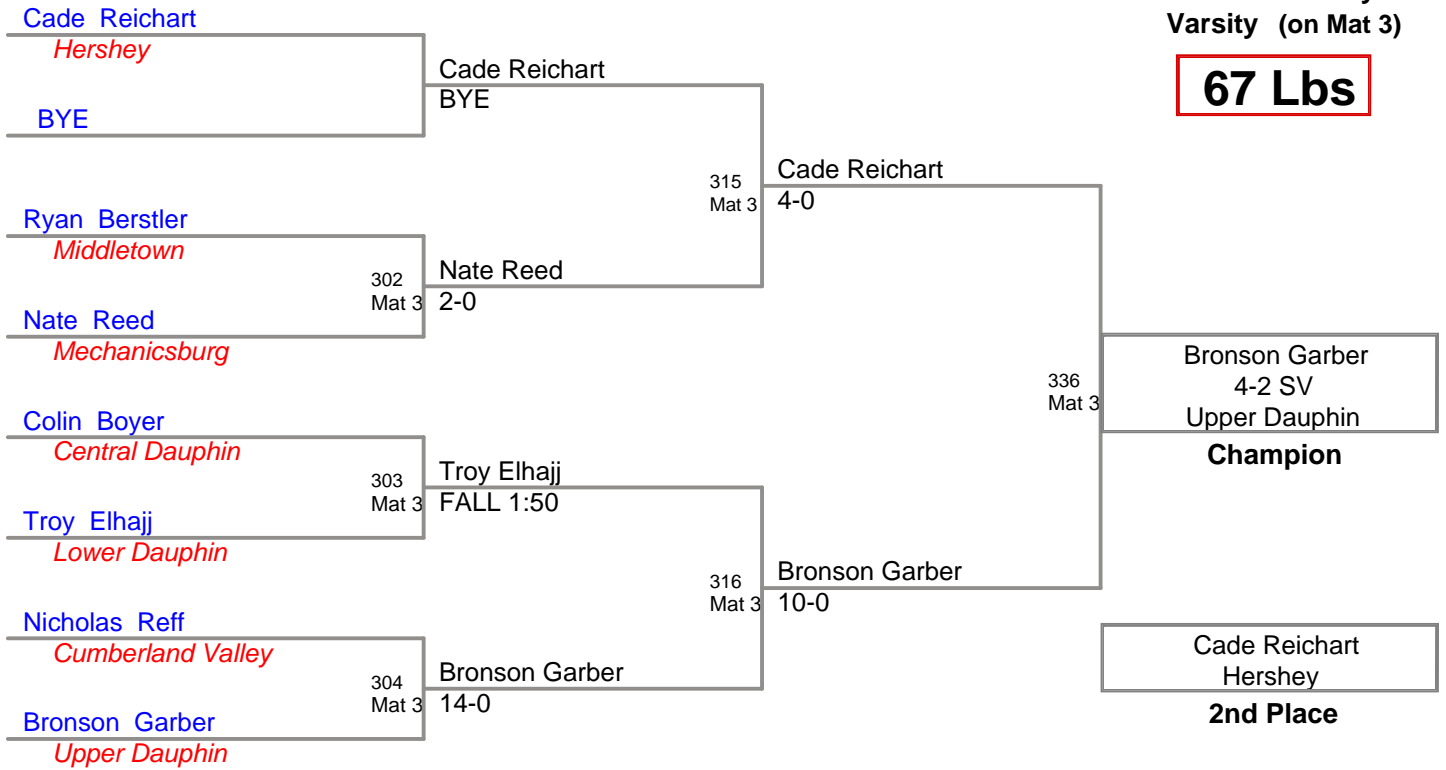 Varsity (on Mat 3)
67 Lbs
Cade Reichart
Hershey
BYE
Cade Reichart
BYE
Ryan Berstler
Middletown
Nate Reed
Mechanicsburg
302
Mat 3
Nate Reed
2-0
315
Mat 3
Cade Reichart
4-0
Colin Boyer
Central Dauphin
Troy Elhajj
Lower Dauphin
303
Mat 3
Troy Elhajj
FALL 1:50
Nicholas Reff
Cumberland Valley
Bronson Garber
Upper Dauphin
304
Mat 3
Bronson Garber
14-0
316
Mat 3
Bronson Garber
10-0
336
Mat 3
Bronson Garber
4-2 SV
Upper Dauphin
Champion
Cade Reichart
Hershey
2nd Place